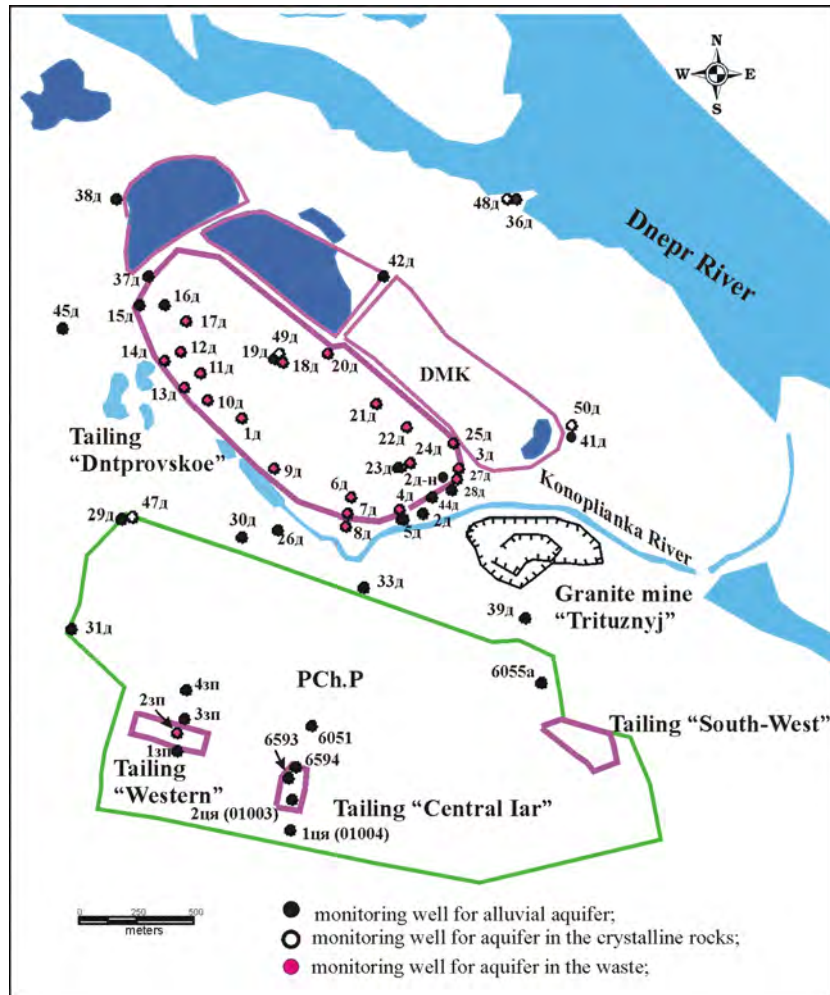 N
W
E
S
38д
48д
36д
Dnepr River
37д
42д
16д
15д
45д
17д
49д
19д
18д
20д
DMK
14д
12д
11д
13д
10д
1д
21д
50д
41д
Tailing
“Dntprovskoe”
22д
25д
24д
3д
23д
27д
2д-н
28д
9д
6д
4д
44д
7д
2д
8д
5д
Konoplianka River
47д
29д
30д
26д
33д
Granite mine
“Trituznyj”
39д
31д
6055а
4зп
PCh.P
2зп
3зп
6051
Tailing “South-West”
1зп
6593
6594
Tailing
“Western”
Tailing “Central Iar”
2ця (01003)
1ця (01004)
0
250
500
meters
monitoring well for alluvial aquifer;
monitoring well for aquifer in the crystalline rocks;
monitoring well for aquifer in the waste;